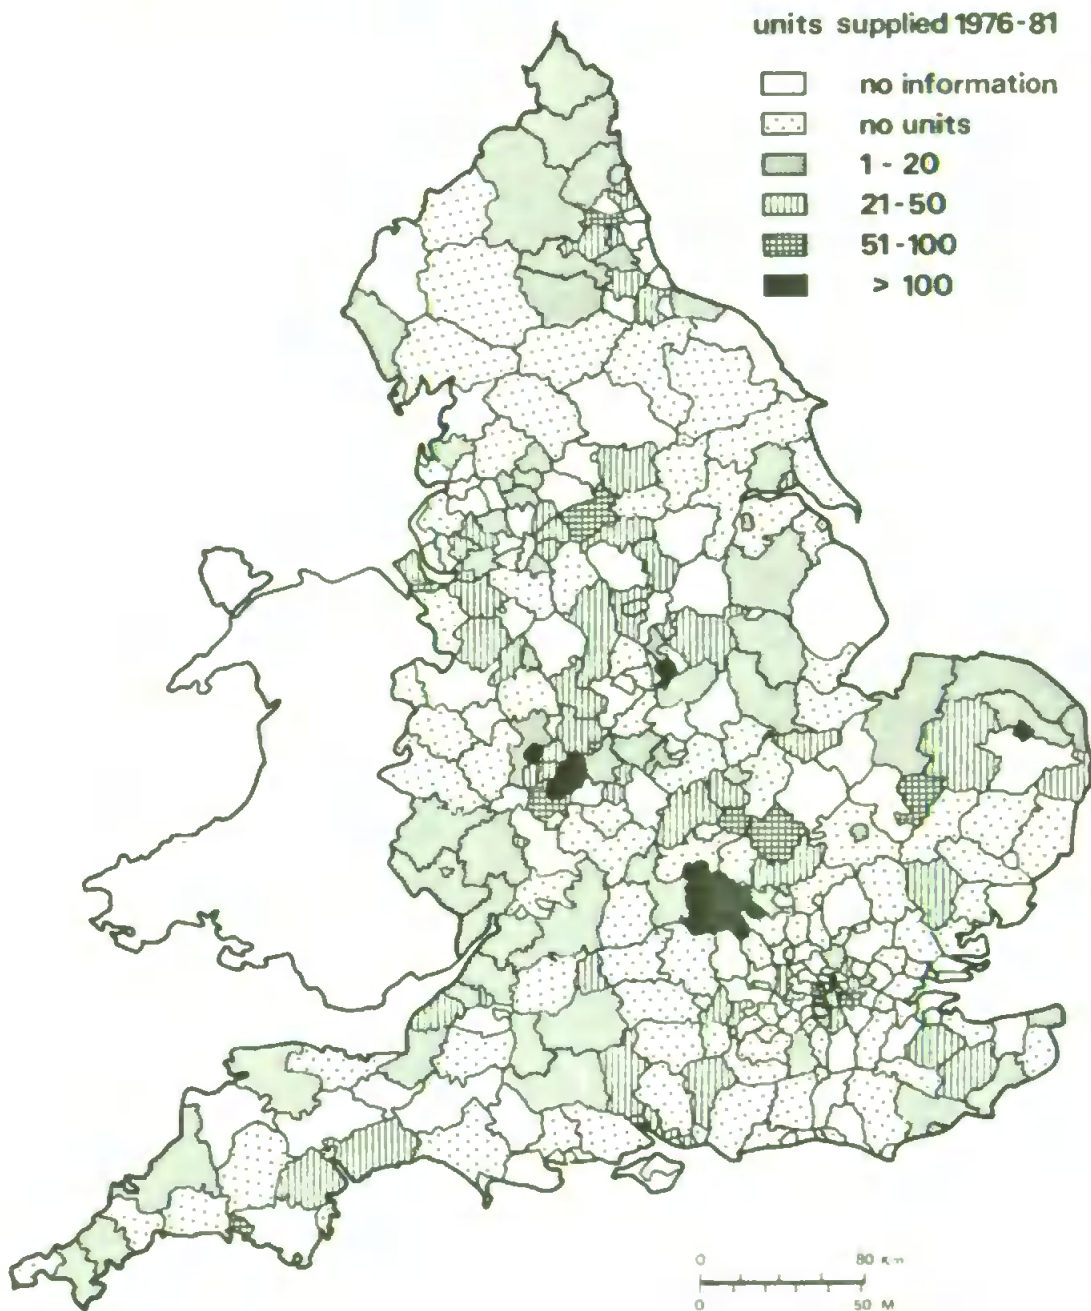 units supplied 1976-81
no information
no units
1 - 20
21-50
51-100
> 100
0 80 Km
0 50 M